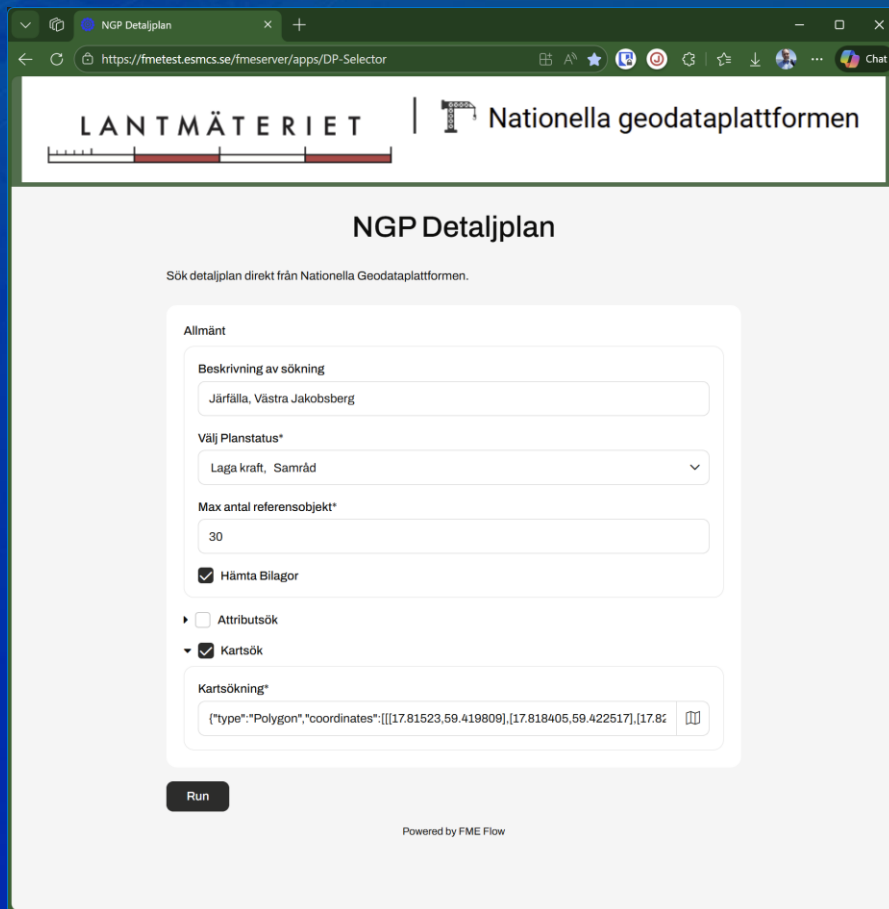 NGP Detaljplan
https://fmetest.esmcs.se/fmeserver/apps/DP-Selector
Chat
LANTMÄTERIET
Nationella geodataplattformen
NGP Detaljplan
Sök detaljplan direkt från Nationella Geodataplattformen.
Allmänt
Beskrivning av sökning
Järfälla, Västra Jakobsberg
Välj Planstatus*
Laga kraft, Samråd
Max antal referensobjekt*
30
Hämta Bilagor
Attributsök
Kartsök
Kartsökning*
{"type":"Polygon","coordinates":[[[17.81523,59.419809],[17.818405,59.422517],[17.82
Run
Powered by FME Flow